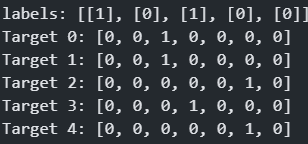 labels: [[1], [0], [1], [0], [0]]
Target 0: [0, 0, 1, 0, 0, 0, 0]
Target 1: [0, 0, 1, 0, 0, 0, 0]
Target 2: [0, 0, 0, 0, 0, 1, 0]
Target 3: [0, 0, 0, 1, 0, 0, 0]
Target 4: [0, 0, 0, 0, 0, 1, 0]